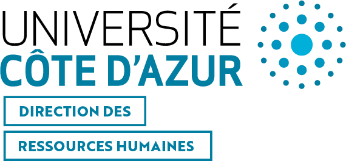 UNIVERSITÉ
CÔTE D'AZUR
DIRECTION DES
RESSOURCES HUMAINES